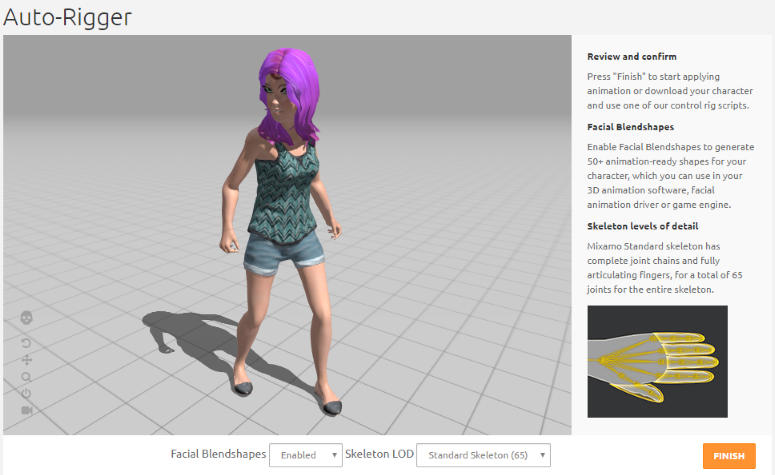 Auto-Rigger
Review and confirm
Press "Finish" to start applying
animation or download your character
and use one of our control rig scripts.
Facial Blendshapes
Enable Facial Blendshapes to generate
50+ animation-ready shapes for your
character, which you can use in your
3D animation software, facial
animation driver or game engine.
Skeleton levels of detail
Mixamo Standard skeleton has
complete joint chains and fully
articulating fingers, for a total of 65
joints for the entire skeleton.
Facial Blendshapes Enabled Skeleton LOD Standard Skeleton (65) FINISH